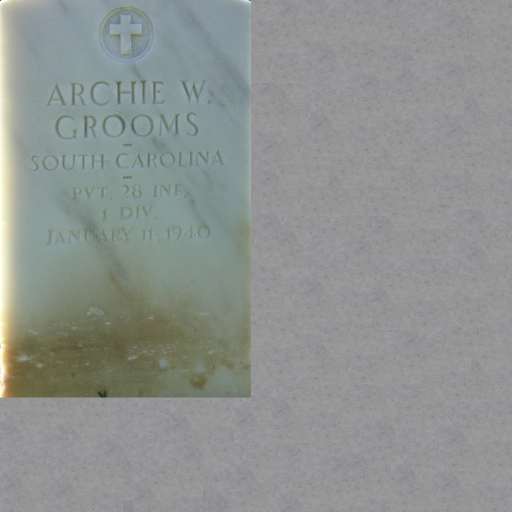 ARCHIE W.
GROOMS
SOUTH CAROLINA
PVT. 28 INF.
1 DIV.
JANUARY 11, 1940